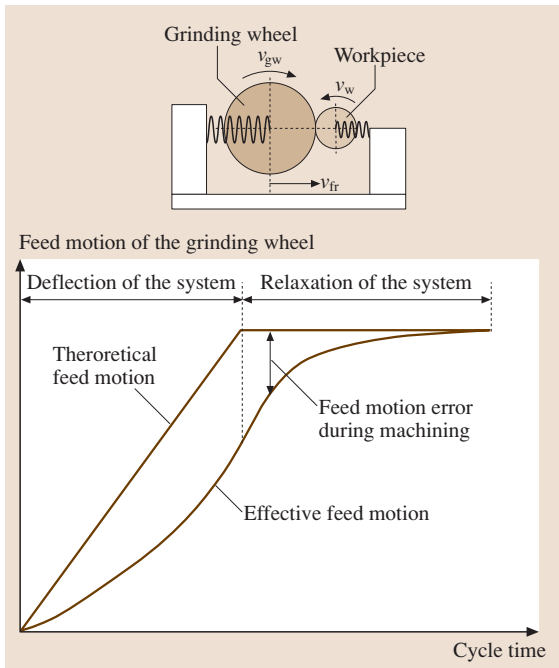 Grinding wheel
v_gw
v_w
Workpiece
v_fr
Feed motion of the grinding wheel
Deflection of the system
Relaxation of the system
Theroretical
feed motion
Feed motion error
during machining
Effective feed motion
Cycle time